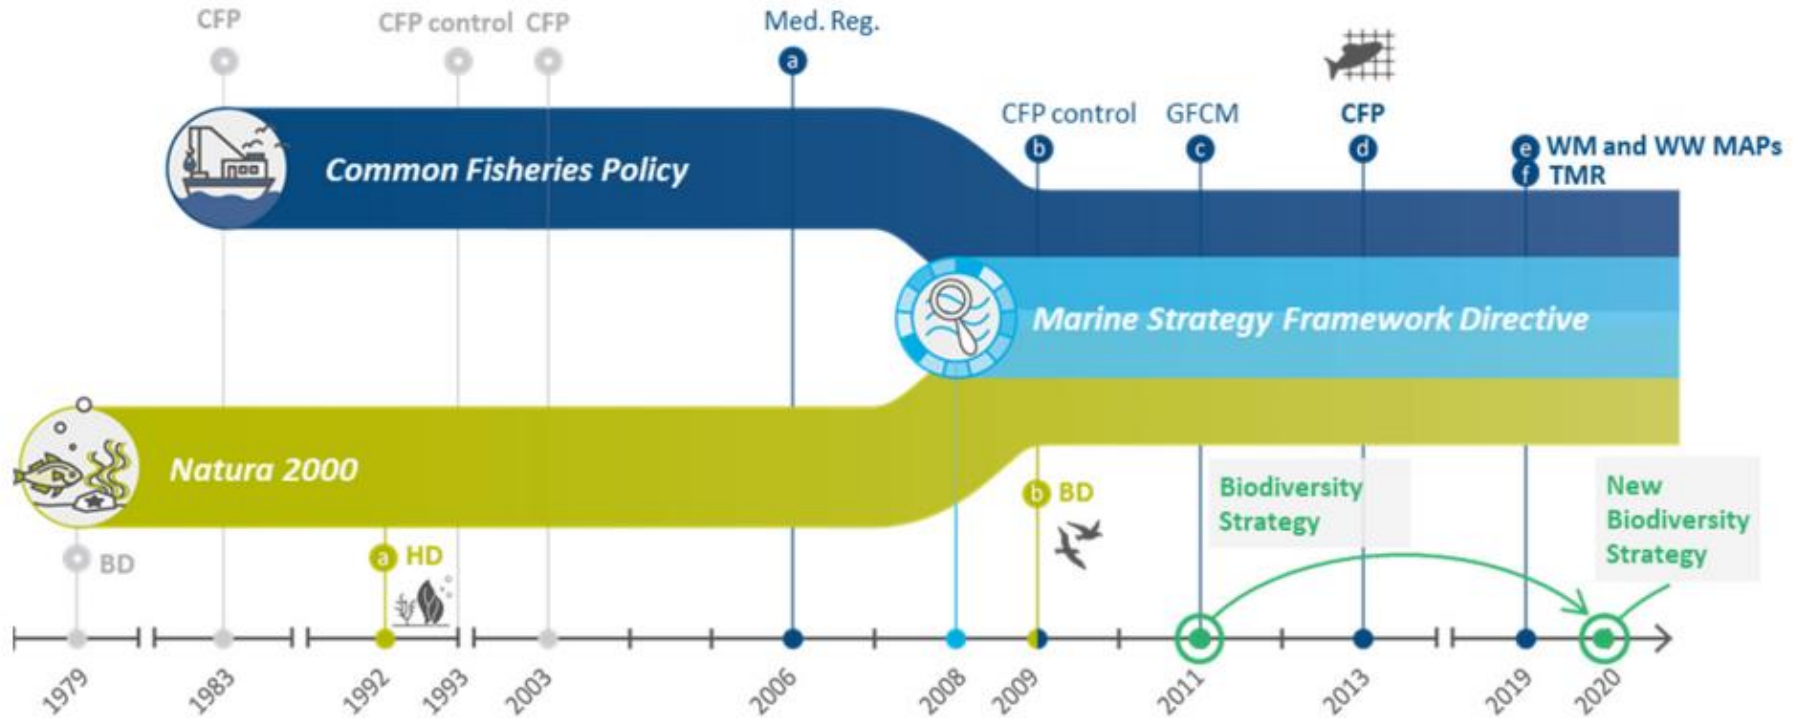 CFP
CFP control
CFP
Med. Reg.
a
CFP control
GFCM
CFP
b
c
d
e WM and WW MAPs
f TMR
Common Fisheries Policy
Marine Strategy Framework Directive
Natura 2000
b BD
Biodiversity
Strategy
New
Biodiversity
Strategy
BD
a HD
1979
1983
1992
1993
2003
2006
2008
2009
2011
2013
2019
2020